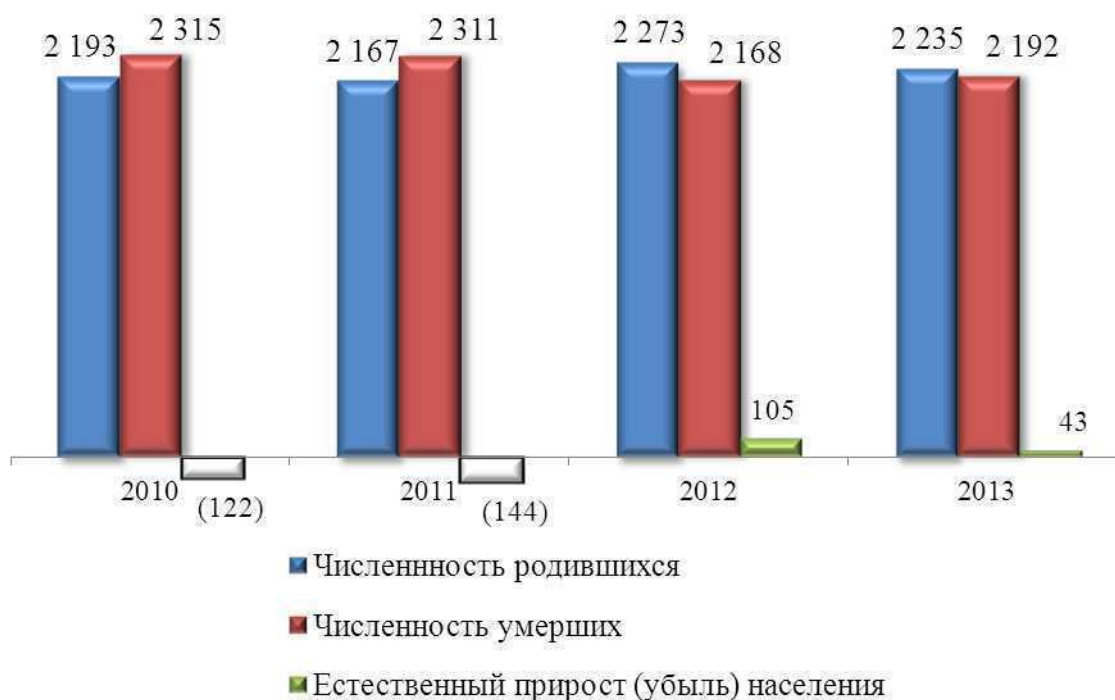 2 193 2 315 2 167 2 311 2 273 2 168 2 235 2 192
105 43
2010 2011 2012 2013
(122) (144)
Численнность родившихся
Численность умерших
Естественный прирост (убыль) населения